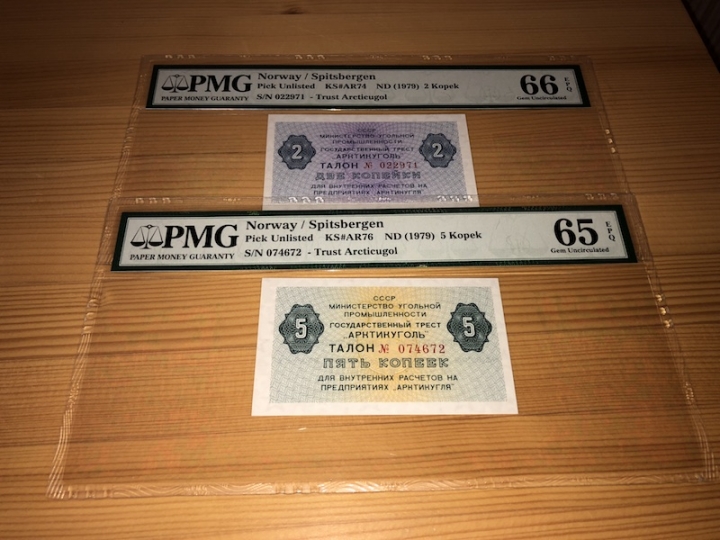 PMG
PAPER MONEY GUARANTY
Norway / Spitsbergen
Pick Unlisted KS#AR74 ND (1979) 2 Kopek
S/N 022971 - Trust Arcticugol
66 EPQ
Gem Uncirculated
СССР
МИНИСТЕРСТВО УГОЛЬНОЙ
ПРОМЫШЛЕННОСТИ
ГОСУДАРСТВЕННЫЙ ТРЕСТ
„АРКТИКУГОЛЬ"
2 2
ТАЛОН № 022971
ДВЕ КОПЕЙКИ
ДЛЯ ВНУТРЕННИХ РАСЧЕТОВ НА
ПРЕДПРИЯТИЯХ „АРКТИКУГЛЯ"
PMG
PAPER MONEY GUARANTY
Norway / Spitsbergen
Pick Unlisted KS#AR76 ND (1979) 5 Kopek
S/N 074672 - Trust Arcticugol
65 EPQ
Gem Uncirculated
СССР
МИНИСТЕРСТВО УГОЛЬНОЙ
ПРОМЫШЛЕННОСТИ
ГОСУДАРСТВЕННЫЙ ТРЕСТ
5 5
„АРКТИКУГОЛЬ"
ТАЛОН № 074672
ПЯТЬ КОПЕЕК
ДЛЯ ВНУТРЕННИХ РАСЧЕТОВ НА
ПРЕДПРИЯТИЯХ „АРКТИКУГЛЯ"